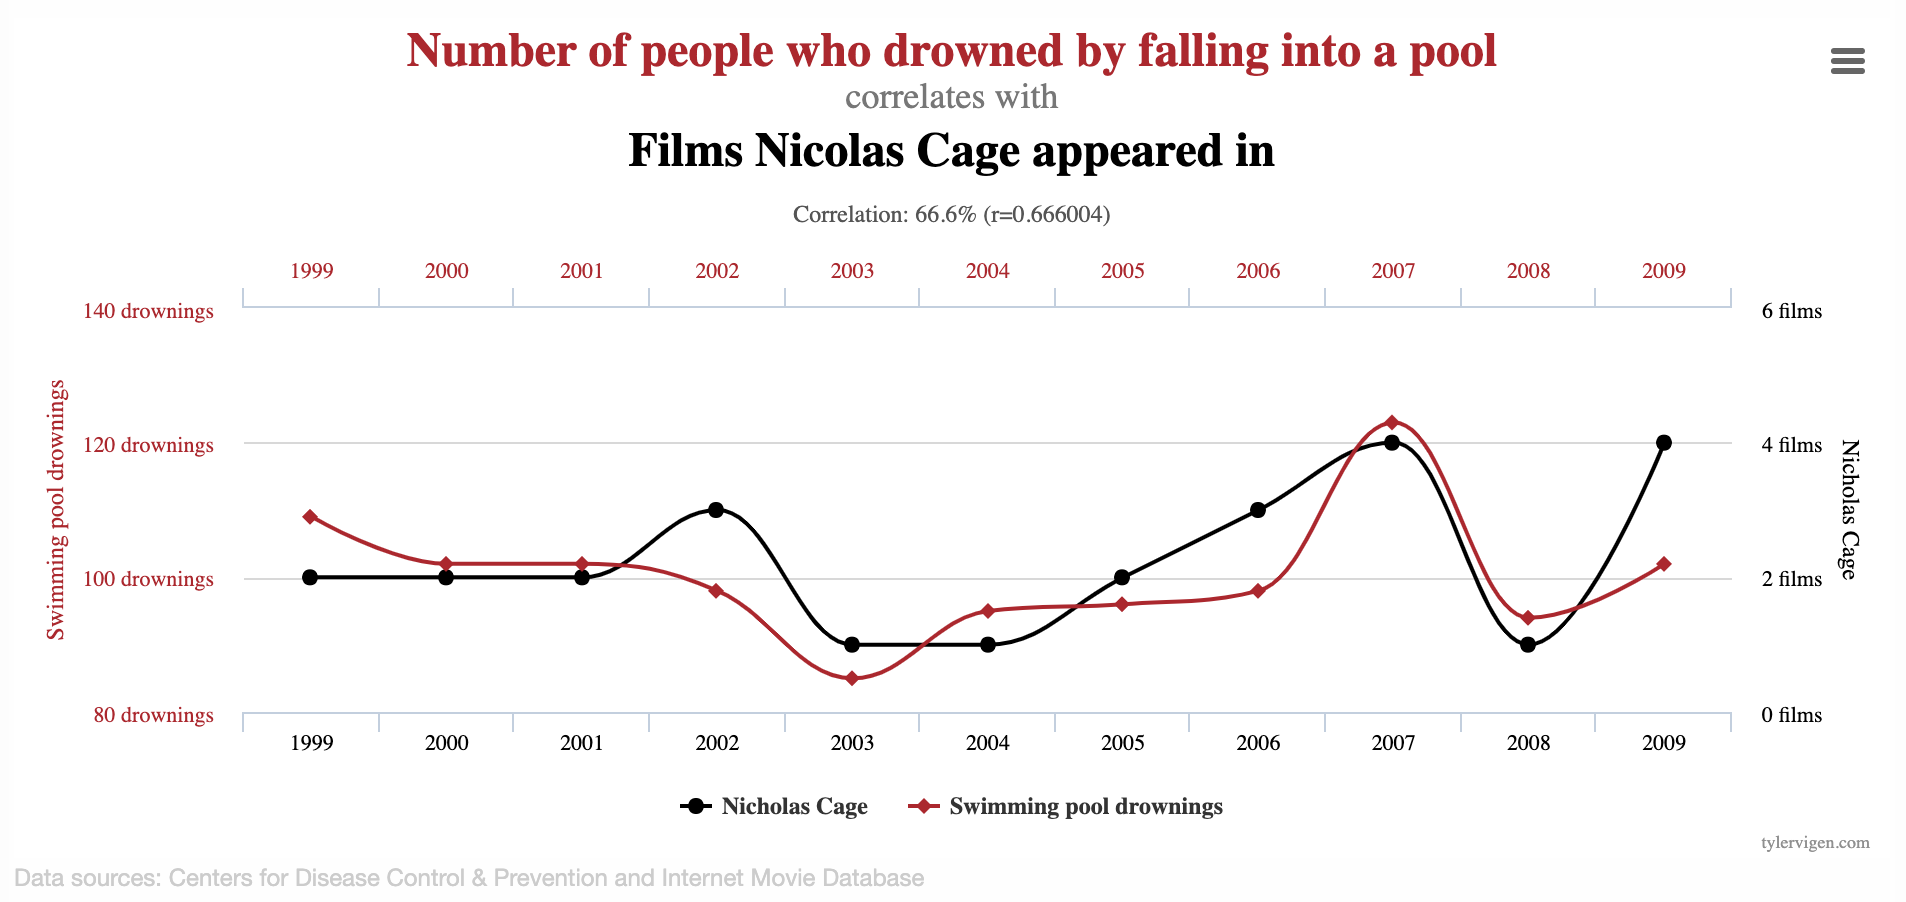 Number of people who drowned by falling into a pool
correlates with
Films Nicolas Cage appeared in
Correlation: 66.6% (r=0.666004)
1999 2000 2001 2002 2003 2004 2005 2006 2007 2008 2009
140 drownings 6 films
120 drownings 4 films
100 drownings 2 films
80 drownings 0 films
Swimming pool drownings
Nicholas Cage
1999 2000 2001 2002 2003 2004 2005 2006 2007 2008 2009
Nicholas Cage Swimming pool drownings
tylervigen.com
Data sources: Centers for Disease Control & Prevention and Internet Movie Database